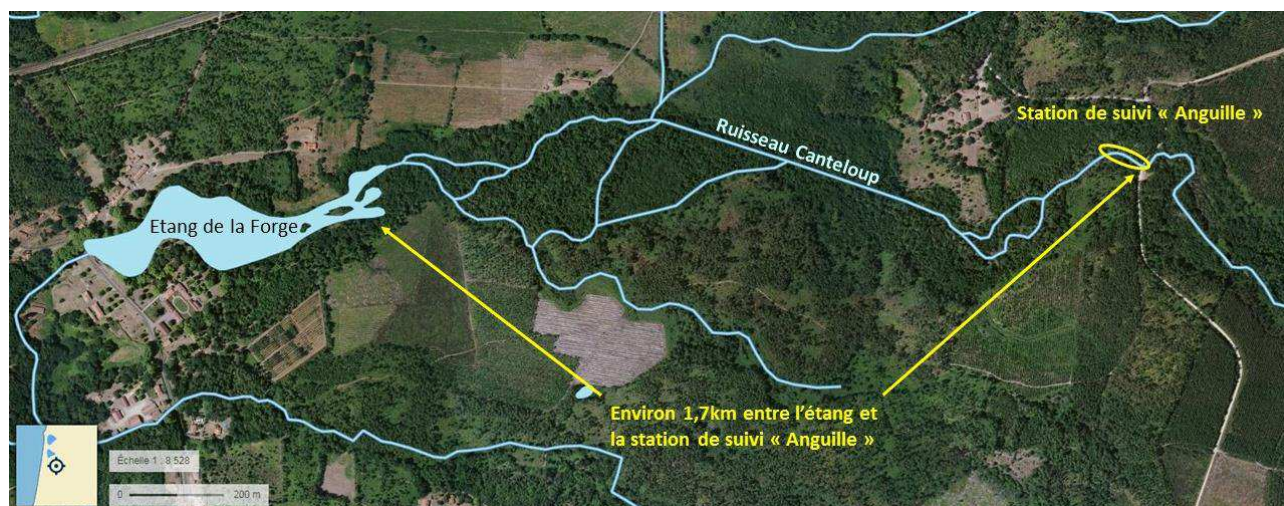 Station de suivi « Anguille »
Ruisseau Canteloup
Etang de la Forge
Environ 1,7km entre l’étang et
la station de suivi « Anguille »
Échelle 1 : 8 528
0 200 m